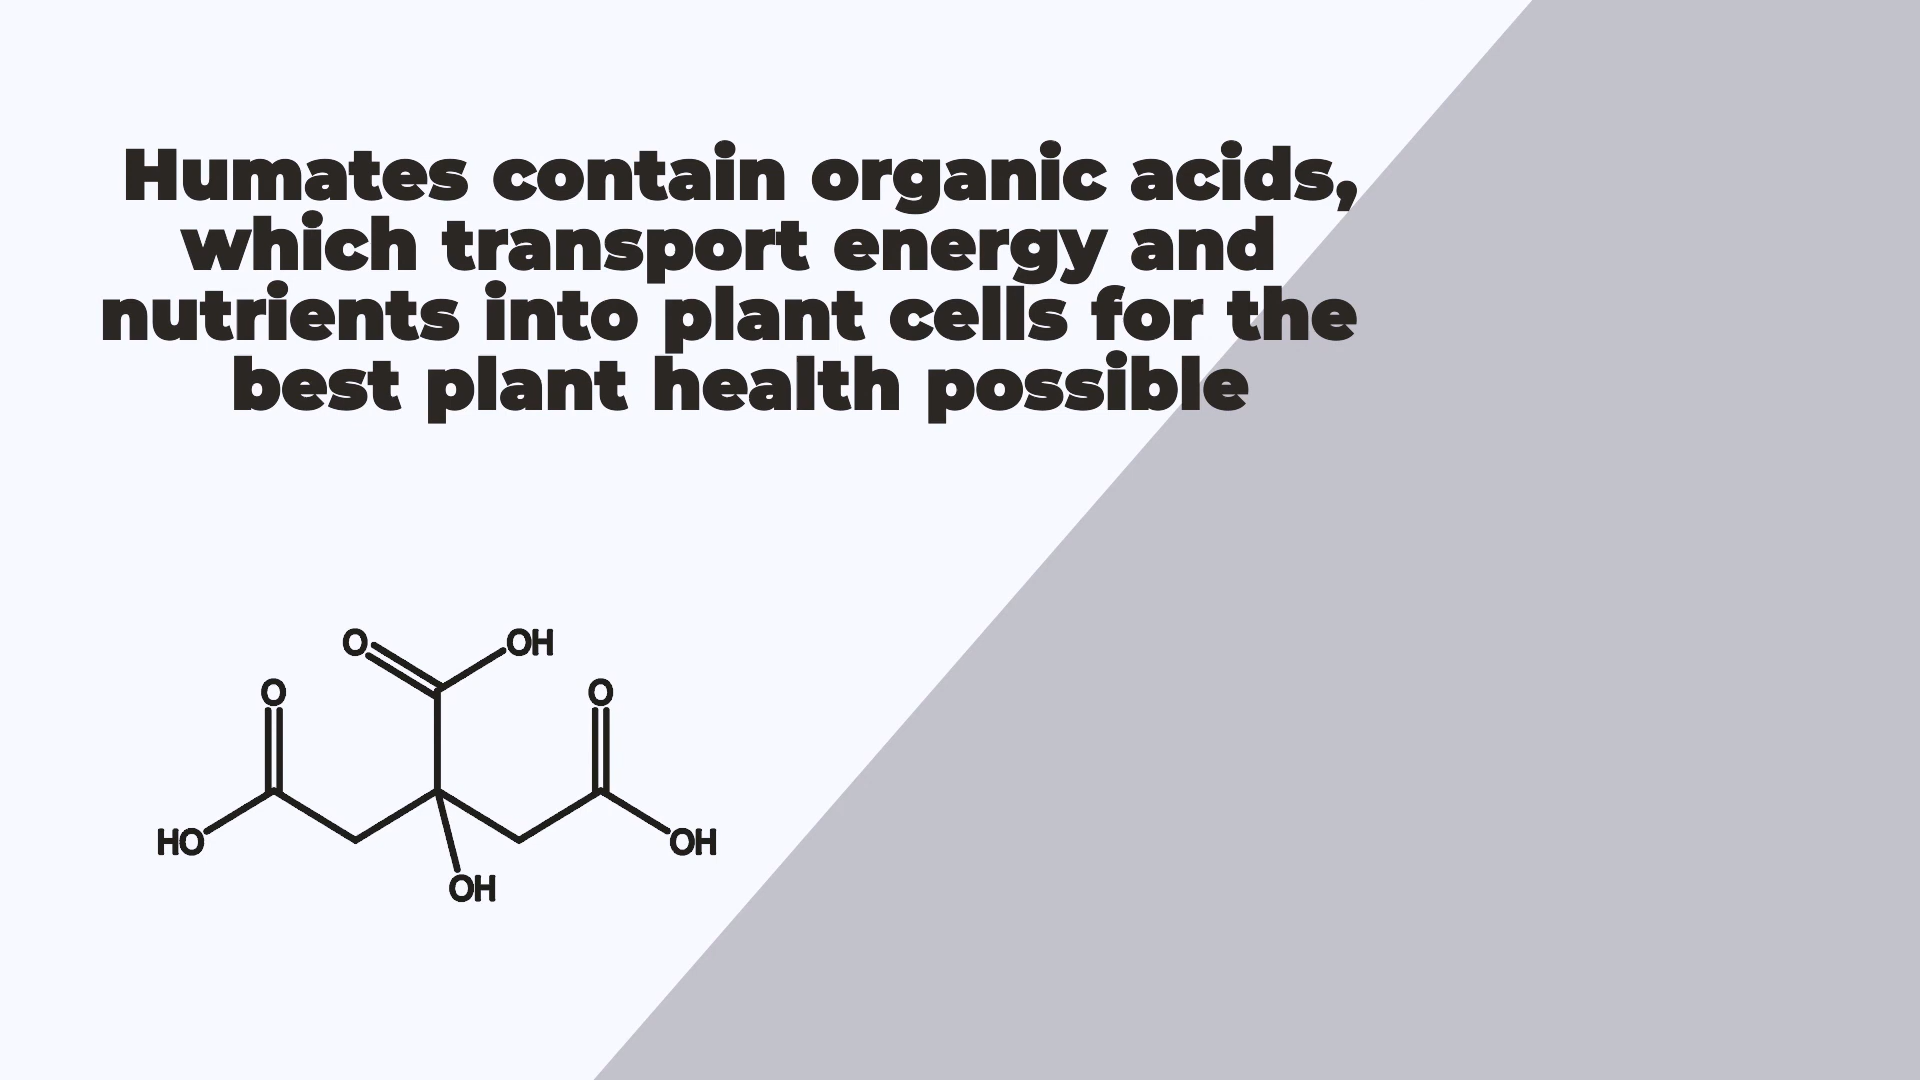 Humates contain organic acids,
which transport energy and
nutrients into plant cells for the
best plant health possible
O OH
O O
HO OH
OH